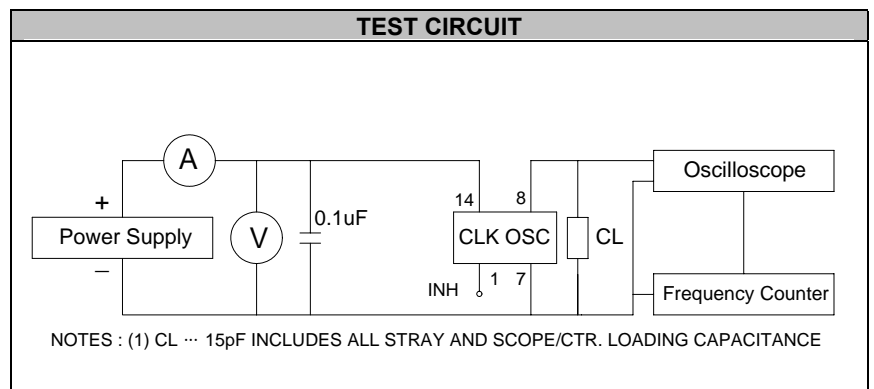 TEST CIRCUIT
A
Oscilloscope
14 8
+
0.1uF
Power Supply
V
CLK OSC
CL
−
INH
1 7
Frequency Counter
NOTES : (1) CL ··· 15pF INCLUDES ALL STRAY AND SCOPE/CTR. LOADING CAPACITANCE